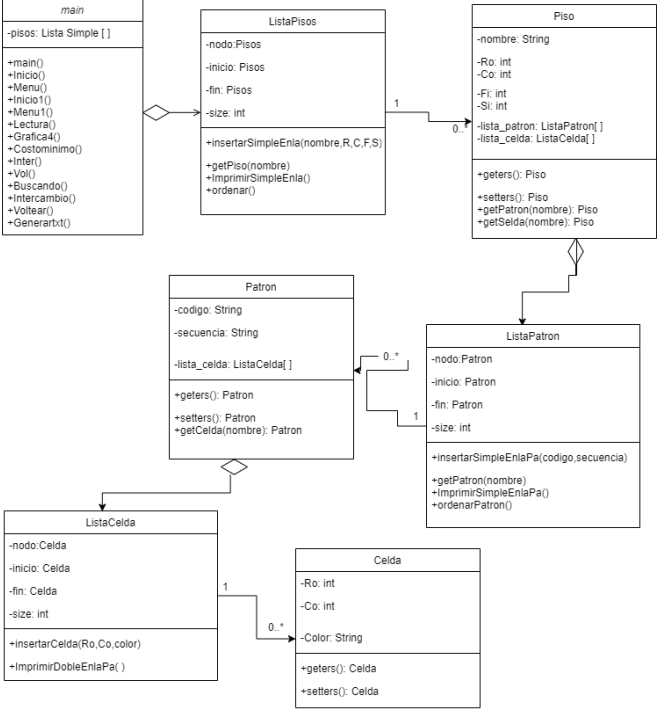 main
-pisos: Lista Simple [ ]
+main()
+Inicio()
+Menu()
+Inicio1()
+Menu1()
+Lectura()
+Grafica4()
+Costominimo()
+Inter()
+Vol()
+Buscando()
+Intercambio()
+Voltear()
+Generartxt()
ListaPisos
-nodo:Pisos
-inicio: Pisos
-fin: Pisos
-size: int
+insertarSimpleEnla(nombre,R,C,F,S)
+getPiso(nombre)
+ImprimirSimpleEnla()
+ordenar()
1
0..*
Piso
-nombre: String
-Ro: int
-Co: int
-Fi: int
-Si: int
-lista_patron: ListaPatron[ ]
-lista_celda: ListaCelda[ ]
+geters(): Piso
+setters(): Piso
+getPatron(nombre): Piso
+getSelda(nombre): Piso
Patron
-codigo: String
-secuencia: String
-lista_celda: ListaCelda[ ]
+geters(): Patron
+setters(): Patron
+getCelda(nombre): Patron
0..*
1
ListaPatron
-nodo:Patron
-inicio: Patron
-fin: Patron
-size: int
+insertarSimpleEnlaPa(codigo,secuencia)
+getPatron(nombre)
+ImprimirSimpleEnlaPa()
+ordenarPatron()
ListaCelda
-nodo:Celda
-inicio: Celda
-fin: Celda
-size: int
+insertarCelda(Ro,Co,color)
+ImprimirDobleEnlaPa( )
1
0..*
Celda
-Ro: int
-Co: int
-Color: String
+geters(): Celda
+setters(): Celda